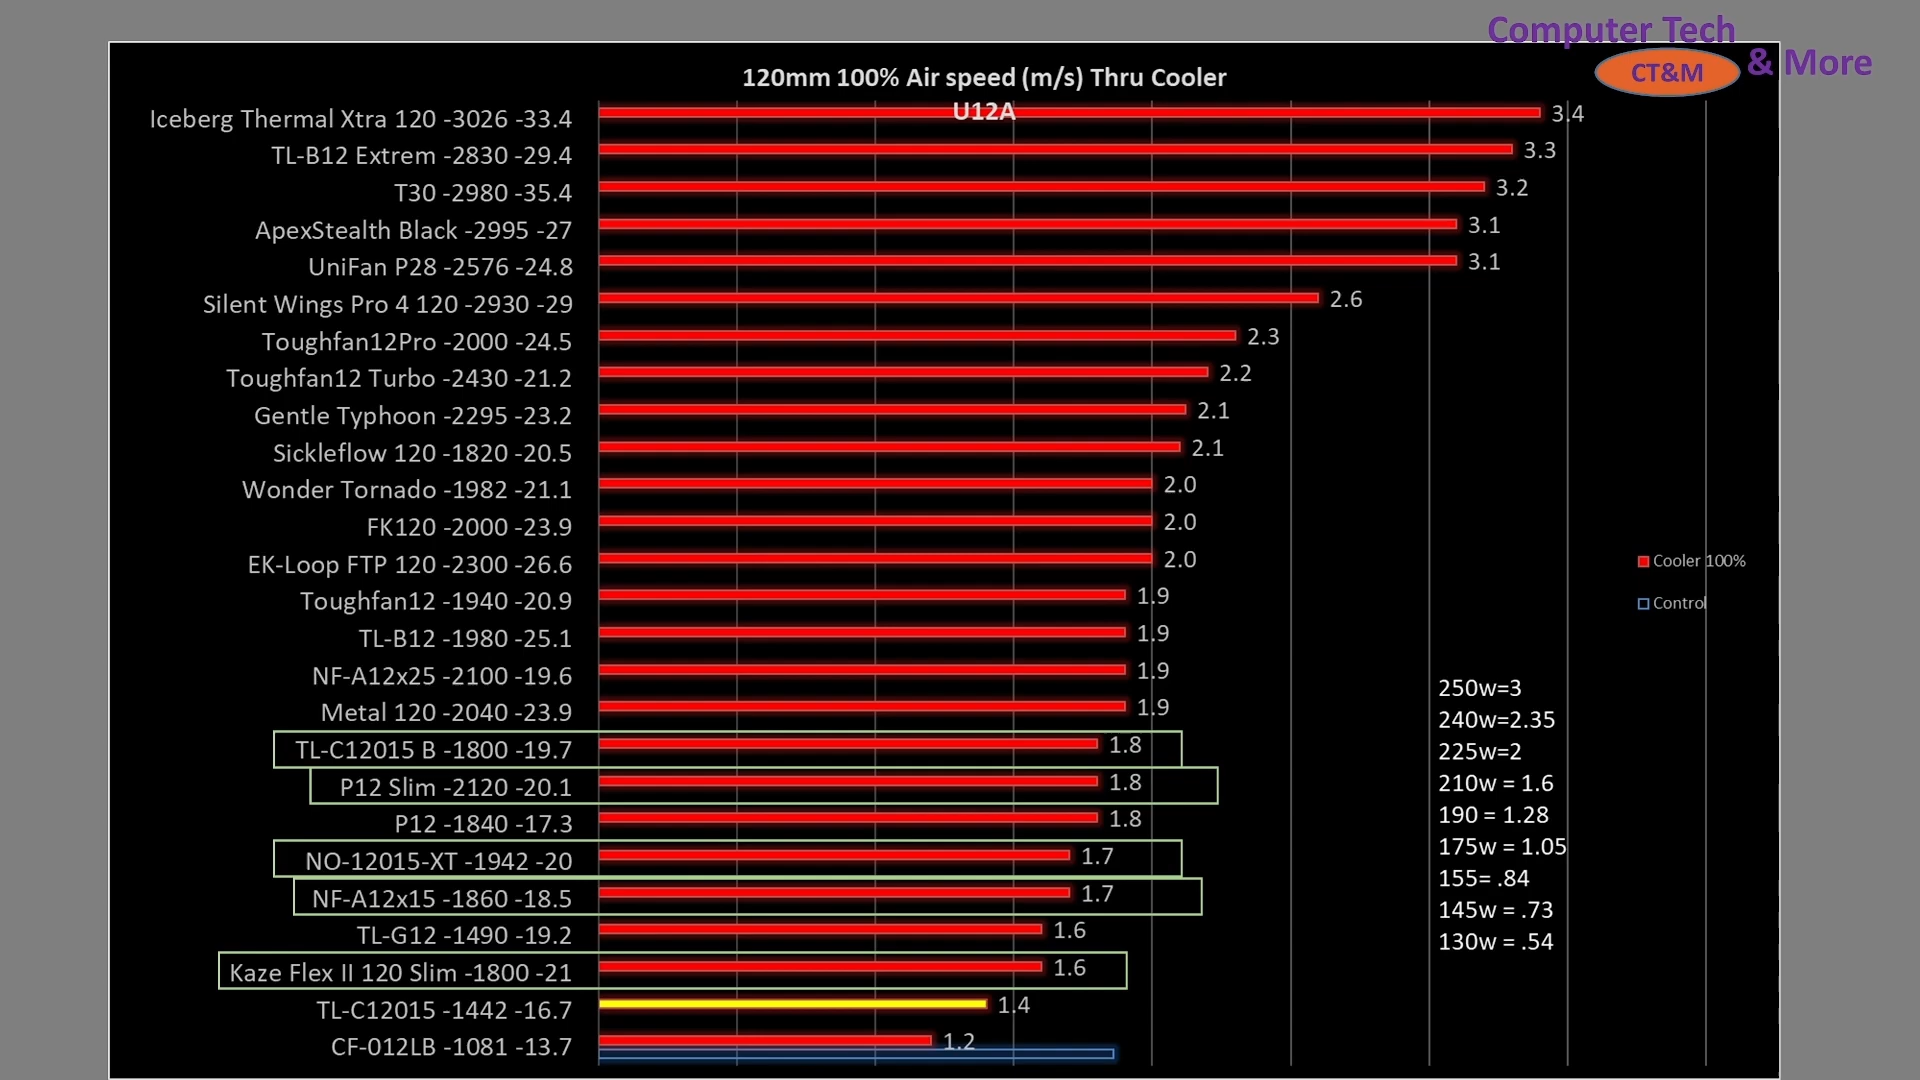 Computer Tech
CT&M & More
120mm 100% Air speed (m/s) Thru Cooler
U12A
Iceberg Thermal Xtra 120 -3026 -33.4 3.4
TL-B12 Extrem -2830 -29.4 3.3
T30 -2980 -35.4 3.2
ApexStealth Black -2995 -27 3.1
UniFan P28 -2576 -24.8 3.1
Silent Wings Pro 4 120 -2930 -29 2.6
Toughfan12Pro -2000 -24.5 2.3
Toughfan12 Turbo -2430 -21.2 2.2
Gentle Typhoon -2295 -23.2 2.1
Sickleflow 120 -1820 -20.5 2.1
Wonder Tornado -1982 -21.1 2.0
FK120 -2000 -23.9 2.0
EK-Loop FTP 120 -2300 -26.6 2.0
Toughfan12 -1940 -20.9 1.9
TL-B12 -1980 -25.1 1.9
NF-A12x25 -2100 -19.6 1.9
Metal 120 -2040 -23.9 1.9
TL-C12015 B -1800 -19.7 1.8
P12 Slim -2120 -20.1 1.8
P12 -1840 -17.3 1.8
NO-12015-XT -1942 -20 1.7
NF-A12x15 -1860 -18.5 1.7
TL-G12 -1490 -19.2 1.6
Kaze Flex II 120 Slim -1800 -21 1.6
TL-C12015 -1442 -16.7 1.4
CF-012LB -1081 -13.7 1.2
Cooler 100%
Control
250w=3
240w=2.35
225w=2
210w = 1.6
190 = 1.28
175w = 1.05
155= .84
145w = .73
130w = .54